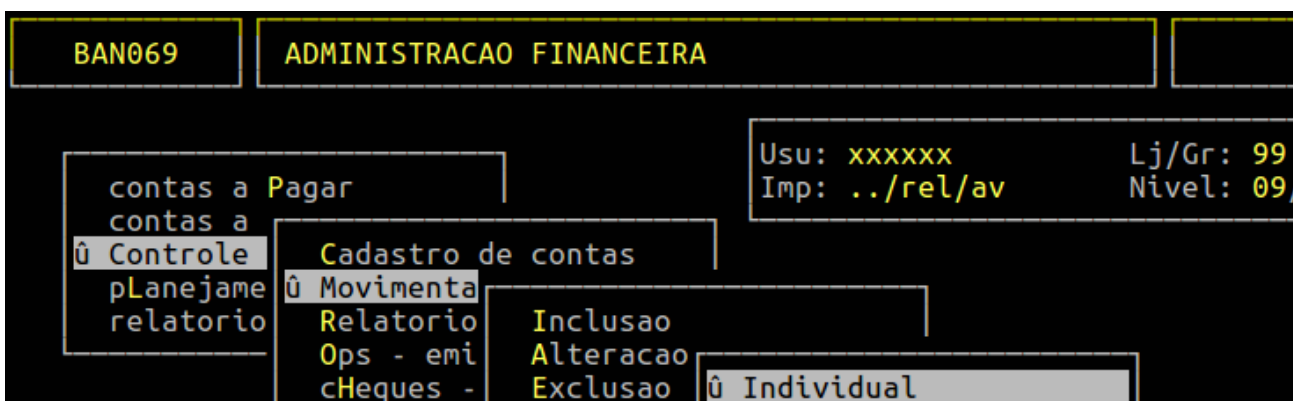 BAN069 ADMINISTRACAO FINANCEIRA
Usu: xxxxxx Lj/Gr: 99
contas a Pagar Imp: ../rel/av Nivel: 09/
contas a
û Controle Cadastro de contas
pLanejame û Movimenta
relatorio Relatorio Inclusao
Ops - emi Alteracao
cHeques - Exclusao û Individual